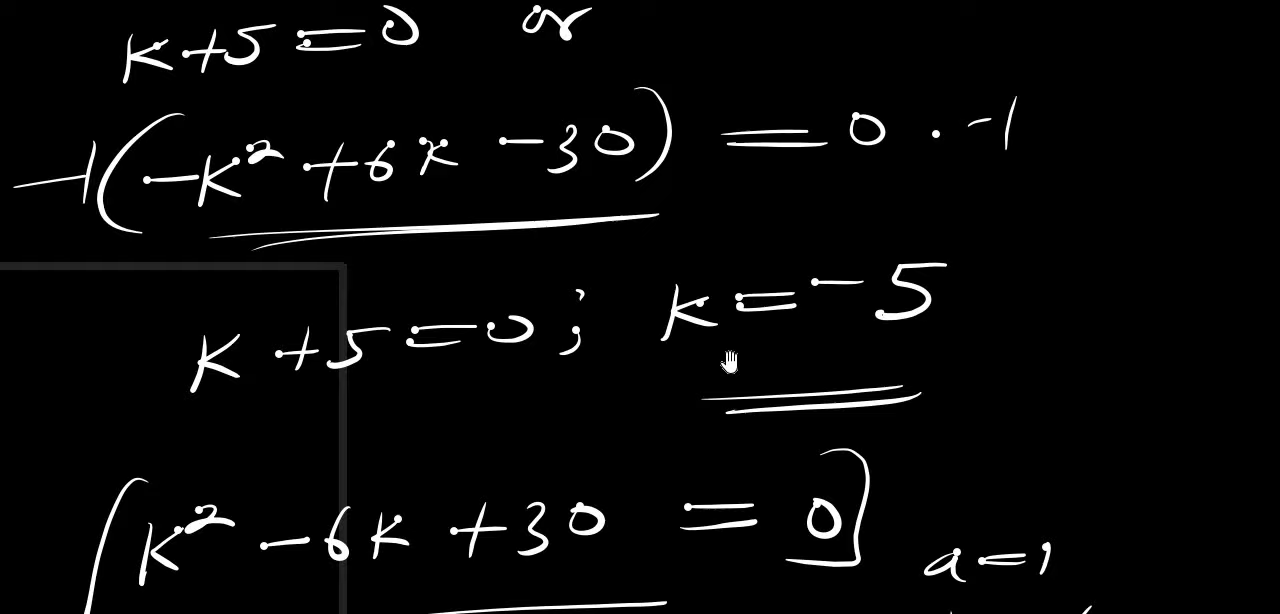 k+5=0 or
-1(-k²+6k-30)=0·-1
k+5=0; k=-5
[k²-6k+30=0]
a=1